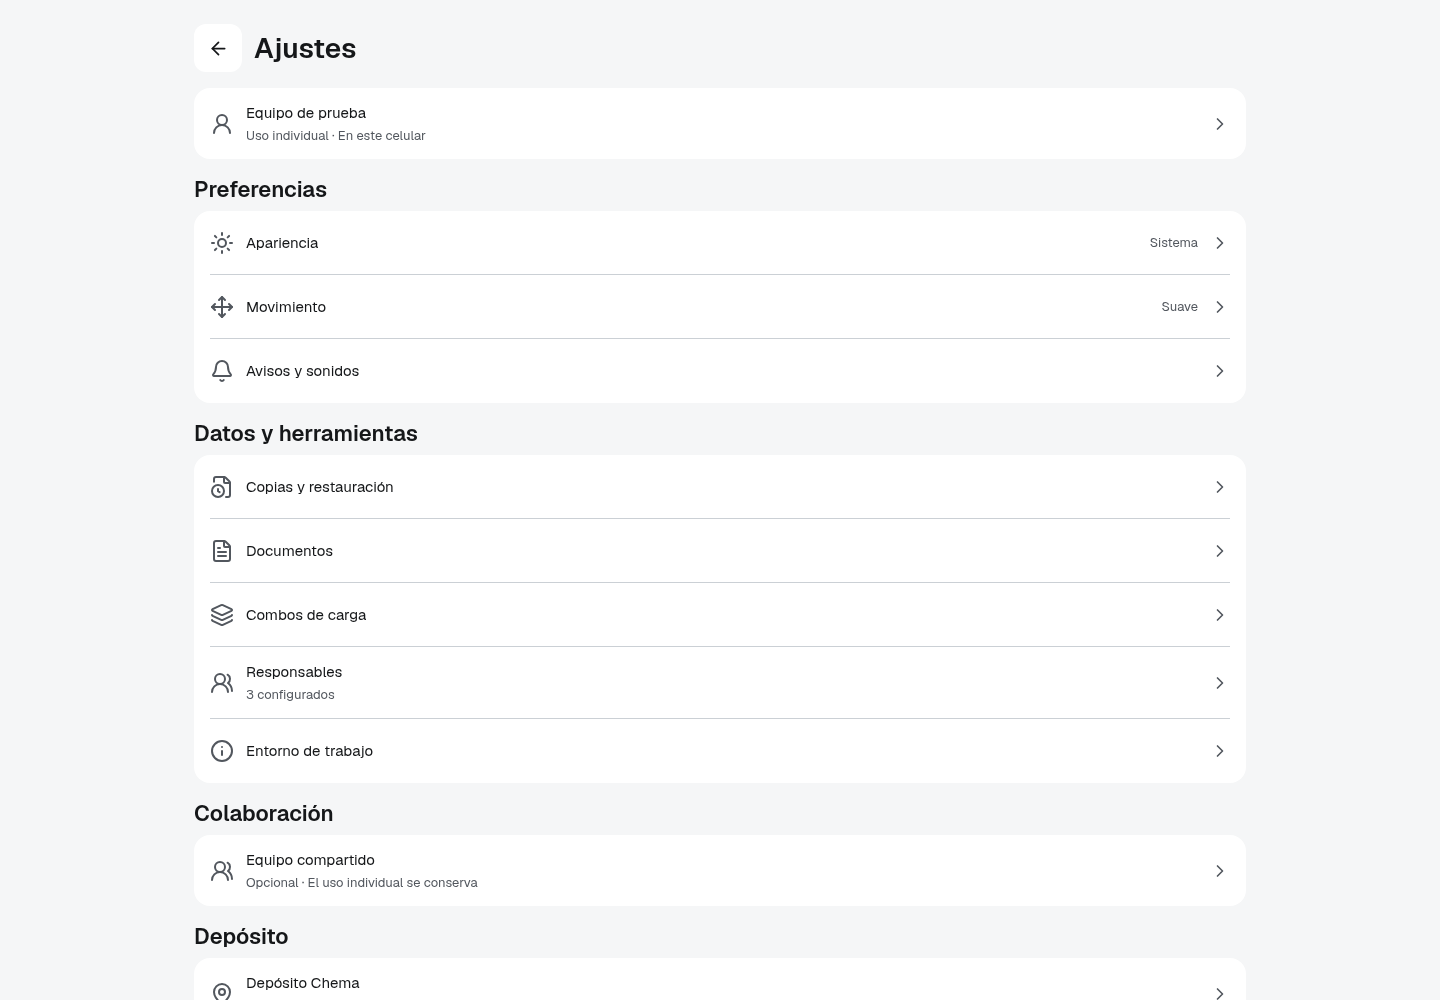 Ajustes
Equipo de prueba
Uso individual · En este celular
Preferencias
Apariencia
Sistema
Movimiento
Suave
Avisos y sonidos
Datos y herramientas
Copias y restauración
Documentos
Combos de carga
Responsables
3 configurados
Entorno de trabajo
Colaboración
Equipo compartido
Opcional · El uso individual se conserva
Depósito
Depósito Chema